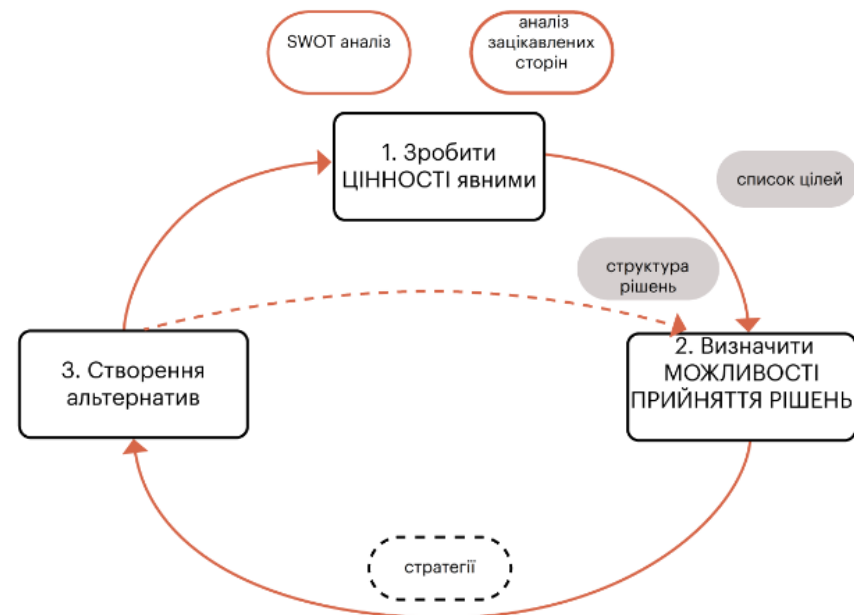 SWOT аналіз
аналіз
зацікавлених
сторін
1. Зробити
ЦІННОСТІ явними
список цілей
структура
рішень
3. Створення
альтернатив
2. Визначити
МОЖЛИВОСТІ
ПРИЙНЯТТЯ РІШЕНЬ
стратегії